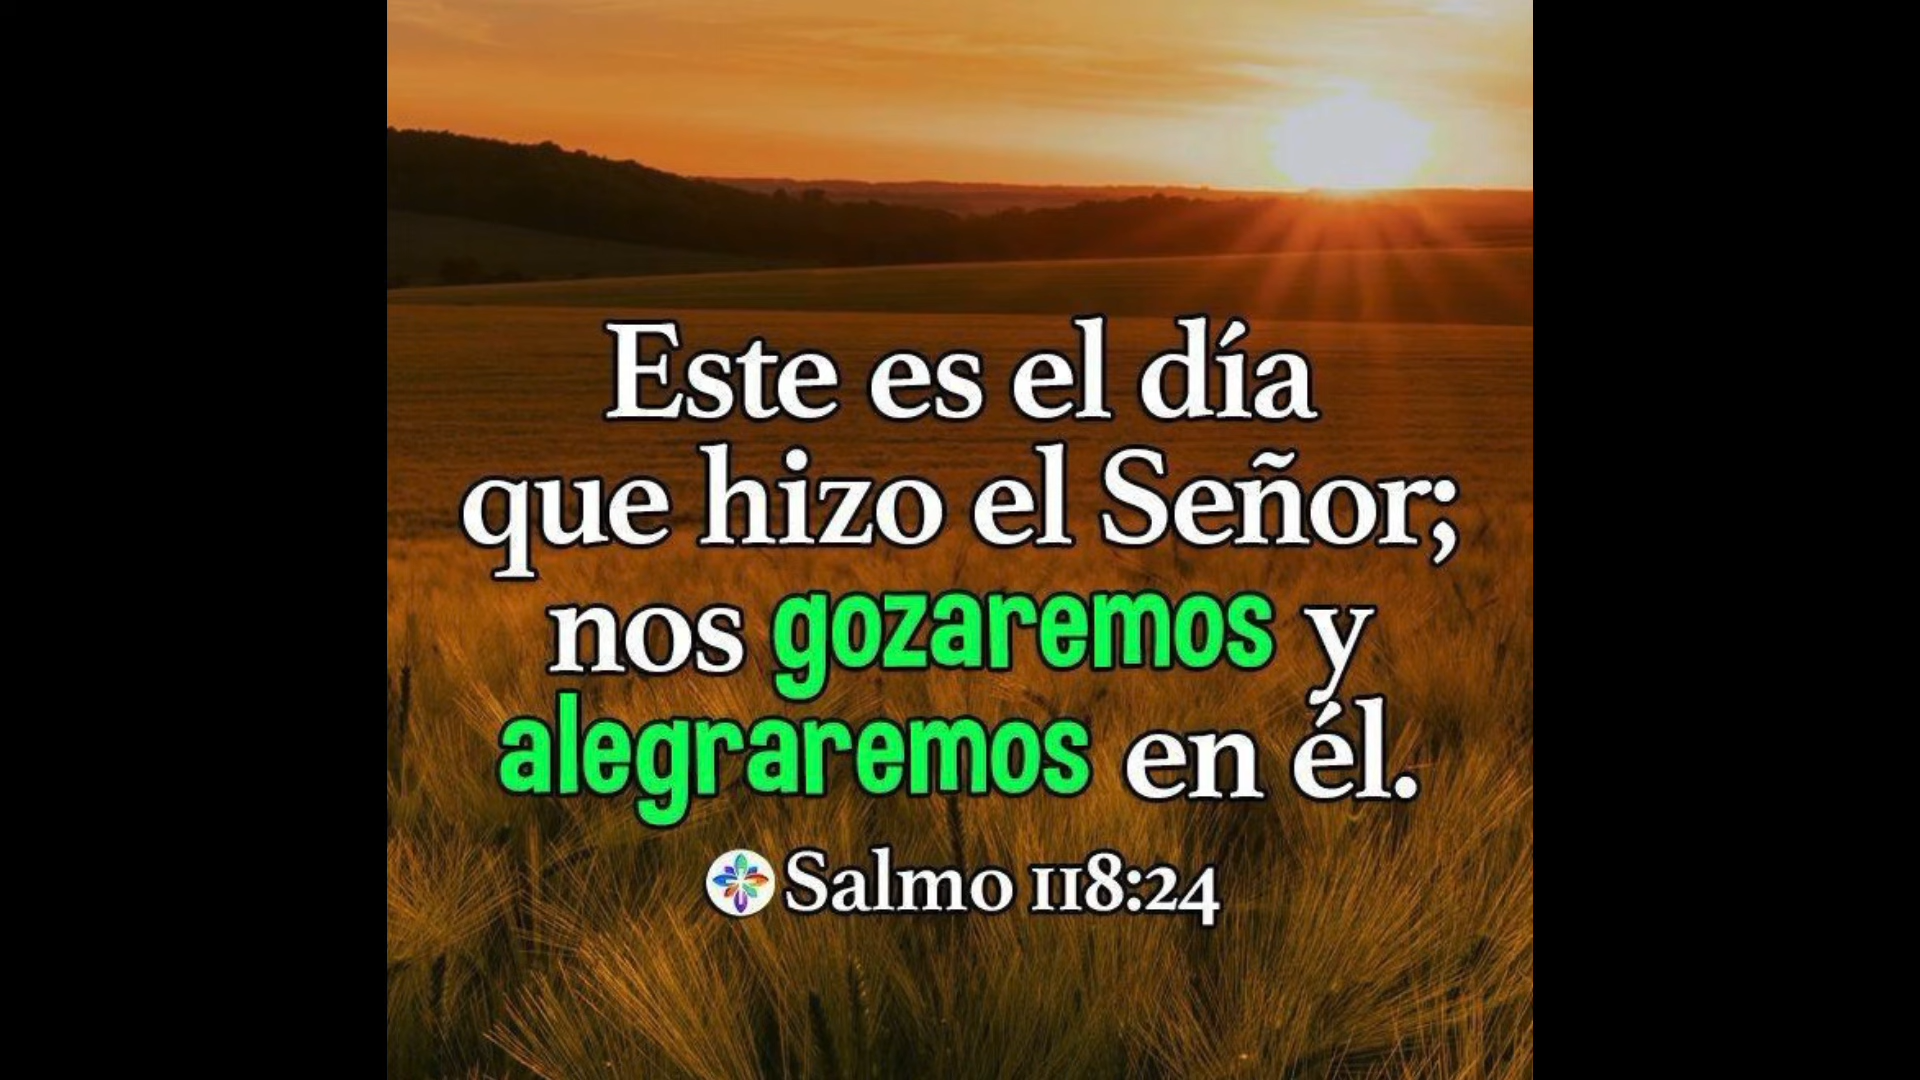 Este es el día
que hizo el Señor;
nos gozaremos y
alegraremos en él.
Salmo 118:24